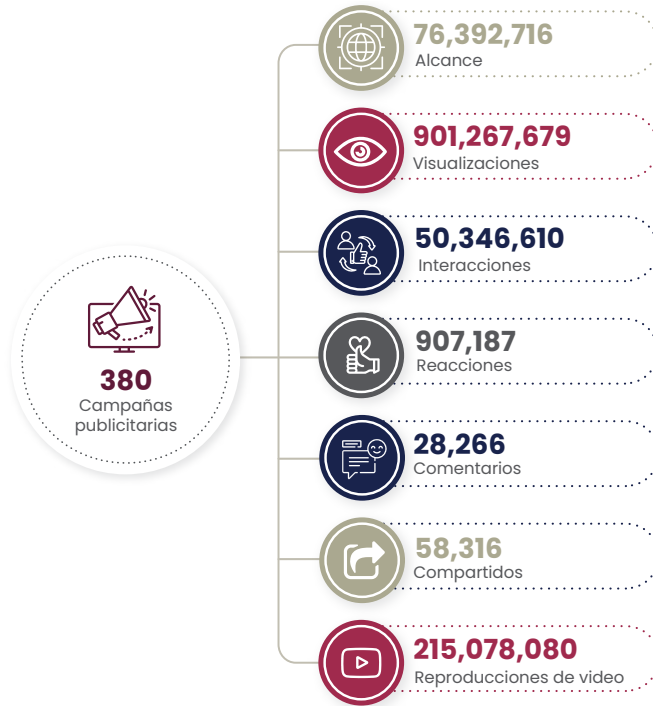 380
Campañas
publicitarias
76,392,716
Alcance
901,267,679
Visualizaciones
50,346,610
Interacciones
907,187
Reacciones
28,266
Comentarios
58,316
Compartidos
215,078,080
Reproducciones de video